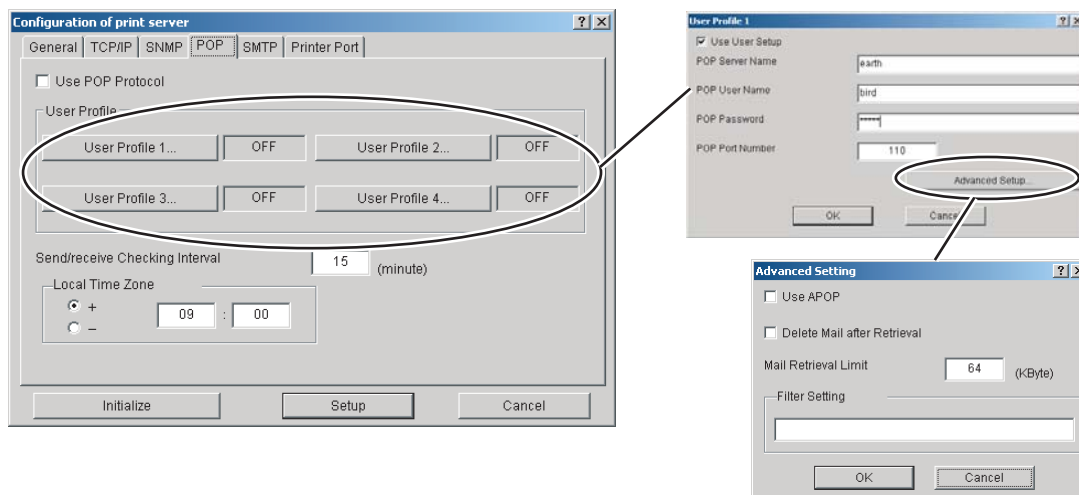 Configuration of print server
General TCP/IP SNMP POP SMTP Printer Port
Use POP Protocol
User Profile
User Profile 1... OFF User Profile 2... OFF
User Profile 3... OFF User Profile 4... OFF
Send/receive Checking Interval 15 (minute)
Local Time Zone
+ 09 : 00
–
Initialize Setup Cancel
User Profile 1
Use User Setup
POP Server Name earth
POP User Name bird
POP Password *****
POP Port Number 110
Advanced Setup...
OK Cancel
Advanced Setting
Use APOP
Delete Mail after Retrieval
Mail Retrieval Limit 64 (KByte)
Filter Setting
OK Cancel